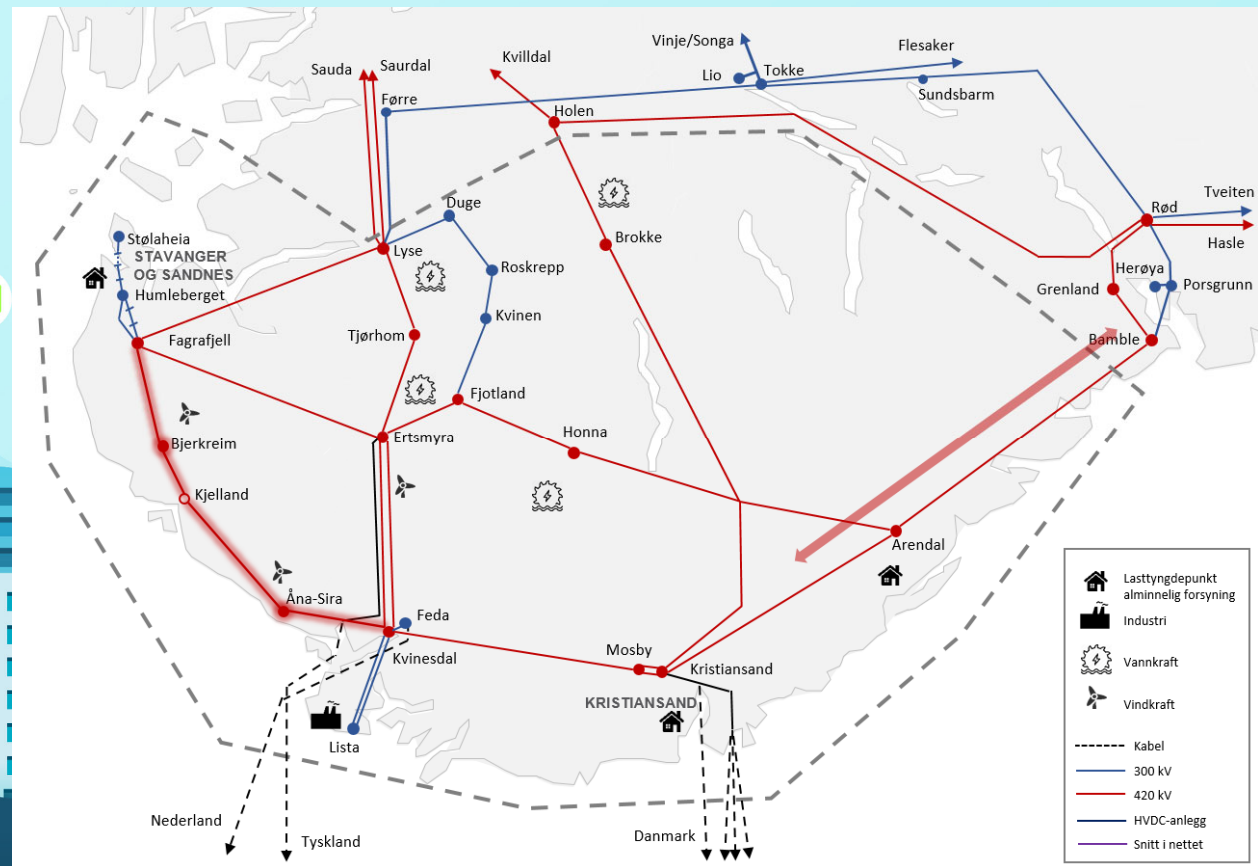 Vinje/Songa
Flesaker
Kvilldal
Sauda
Saurdal
Lio
Tokke
Førre
Sundsbarm
Holen
Tveiten
Rød
Duge
Hasle
Stølaheia
Brokke
STAVANGER
OG SANDNES
Lyse
Roskrepp
Herøya
Grenland
Porsgrunn
Humleberget
Kvinen
Fagrafjell
Tjørhom
Bamble
Fjotland
Bjerkreim
Ertsmyra
Honna
Kjelland
Arendal
Åna-Sira
Feda
Kvinesdal
Mosby
Kristiansand
KRISTIANSAND
Lista
Nederland
Tyskland
Danmark
Lasttyngdepunkt
alminnelig forsyning
Industri
Vannkraft
Vindkraft
Kabel
300 kV
420 kV
HVDC-anlegg
Snitt i nettet